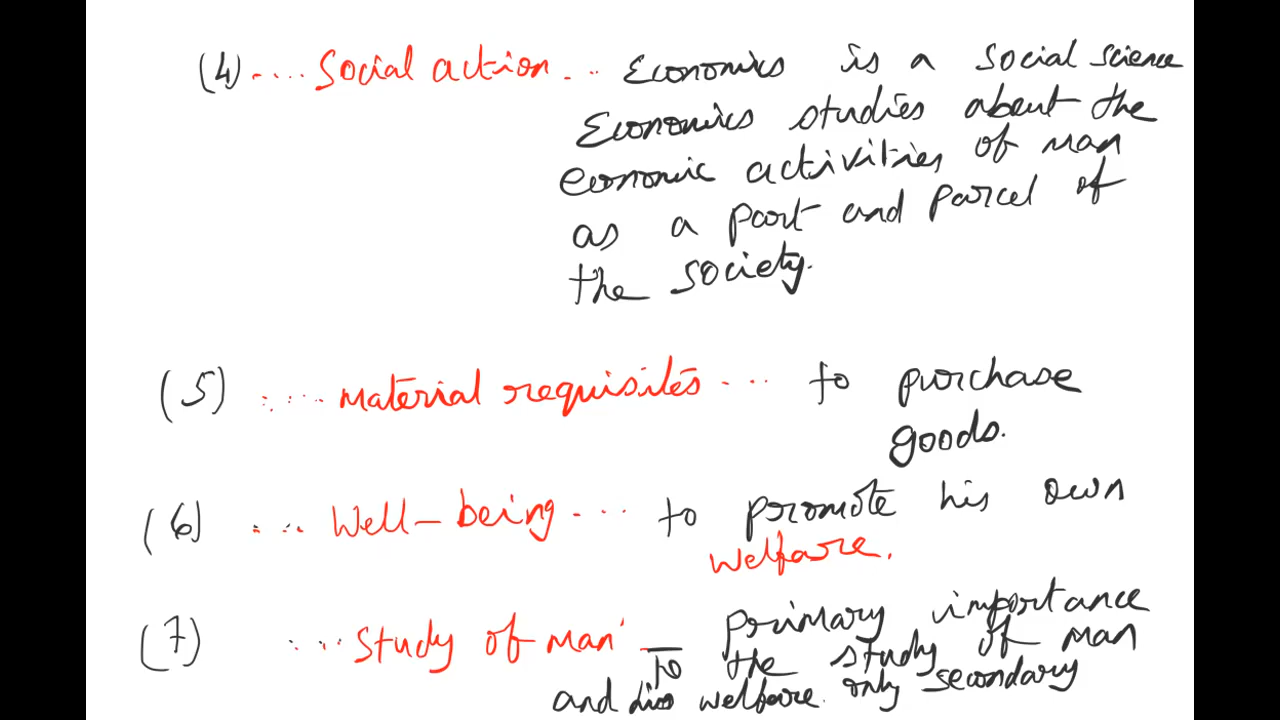 (4) .... Social action ... Economics is a social science
Economics studies about the
economic activities of man
as a part and parcel of
the society.
(5) ..... Material requisites ... to purchase
goods.
(6) .... Well-being .... to promote his own
welfare.
(7) .... Study of man' - primary importance
to the study of man
and his welfare. only secondary